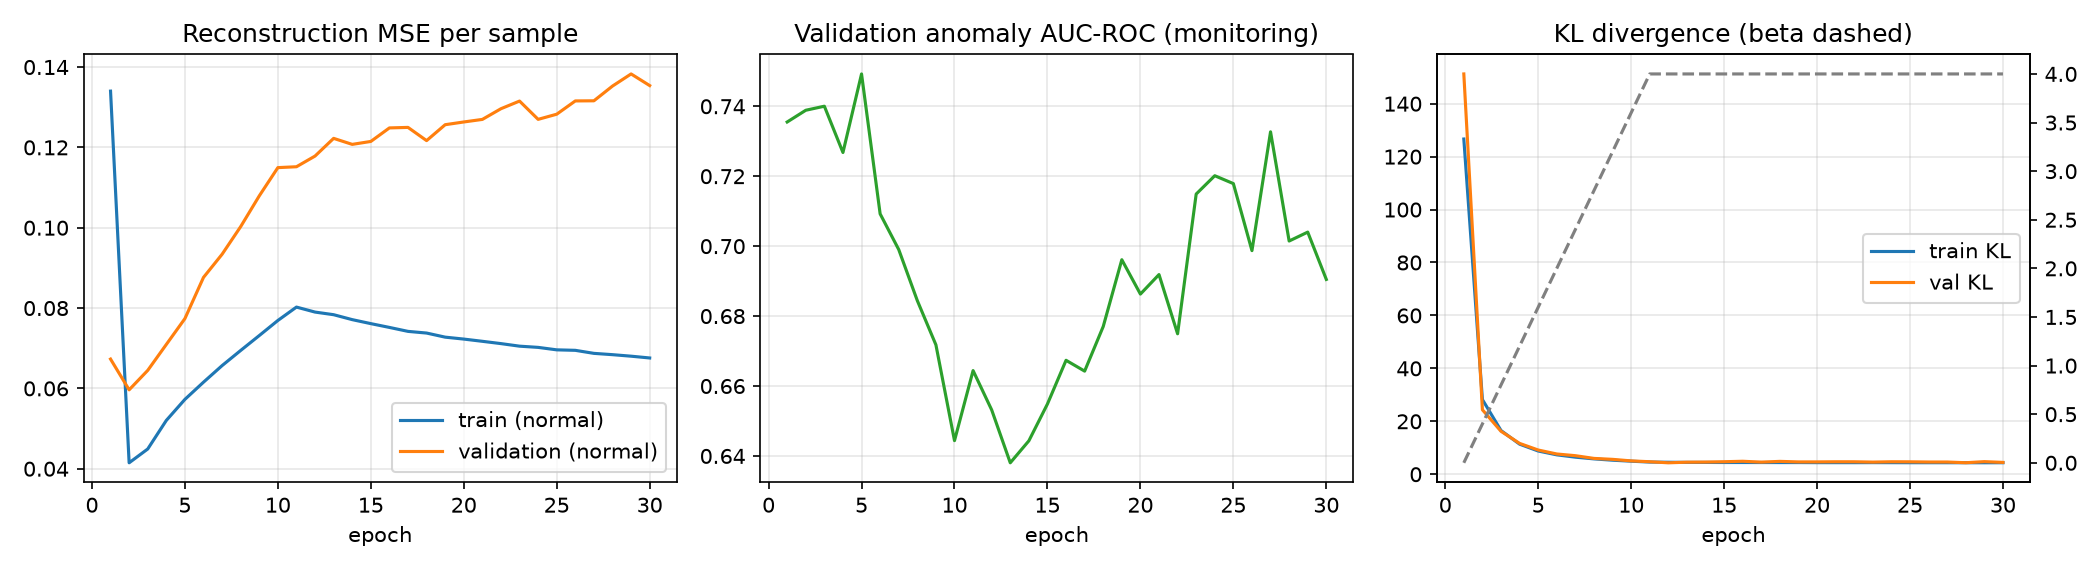 Reconstruction MSE per sample
0.14
0.12
0.10
0.08
0.06
0.04
train (normal)
validation (normal)
0 5 10 15 20 25 30
epoch
Validation anomaly AUC-ROC (monitoring)
0.74
0.72
0.70
0.68
0.66
0.64
0 5 10 15 20 25 30
epoch
KL divergence (beta dashed)
140
120
100
80
60
40
20
0
train KL
val KL
4.0
3.5
3.0
2.5
2.0
1.5
1.0
0.5
0.0
0 5 10 15 20 25 30
epoch